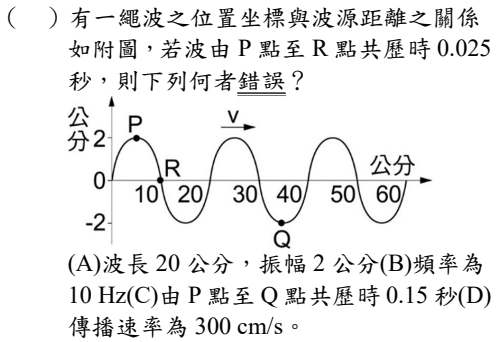 ( )有一繩波之位置坐標與波源距離之關係
如附圖，若波由 P 點至 R 點共歷時 0.025
秒，則下列何者錯誤？
公分
P
v
2
0
-2
R
公分
10 20 30 40 50 60
Q
(A)波長 20 公分，振幅 2 公分(B)頻率為
10 Hz(C)由 P 點至 Q 點共歷時 0.15 秒(D)
傳播速率為 300 cm/s。